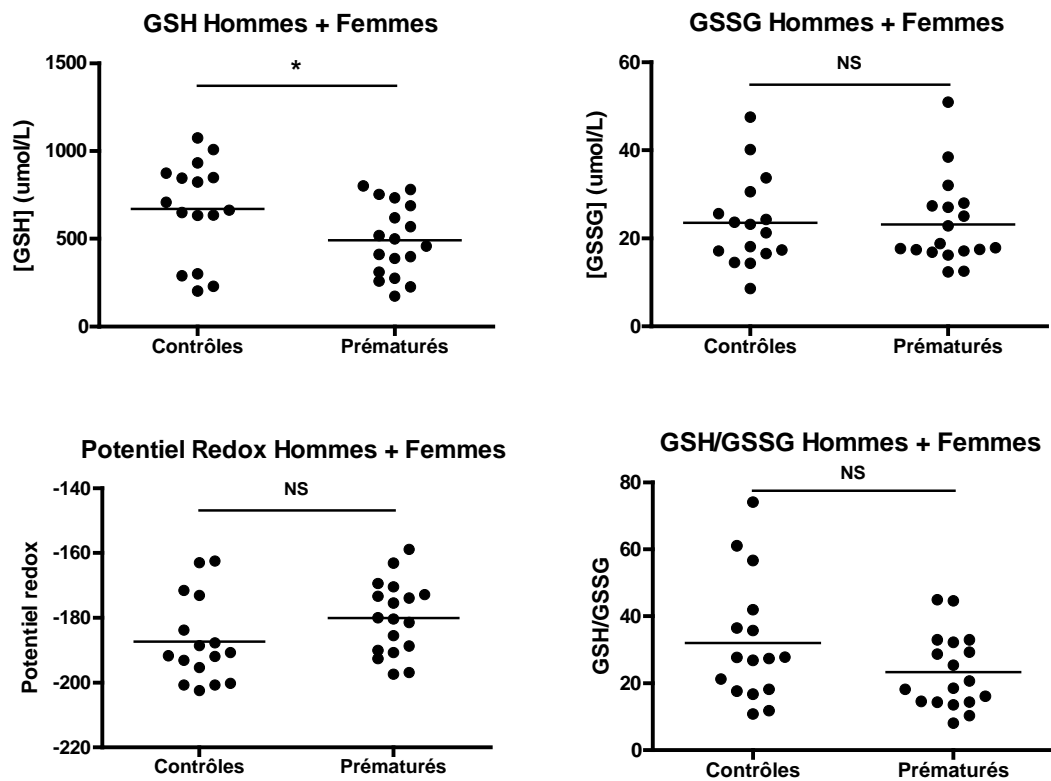 GSH Hommes + Femmes
1500
1000
500
0
[GSH] (umol/L)
*
Contrôles Prématurés
GSSG Hommes + Femmes
60
40
20
0
[GSSG] (umol/L)
NS
Contrôles Prématurés
Potentiel Redox Hommes + Femmes
-140
-160
-180
-200
-220
Potentiel redox
NS
Contrôles Prématurés
GSH/GSSG Hommes + Femmes
80
60
40
20
0
GSH/GSSG
NS
Contrôles Prématurés